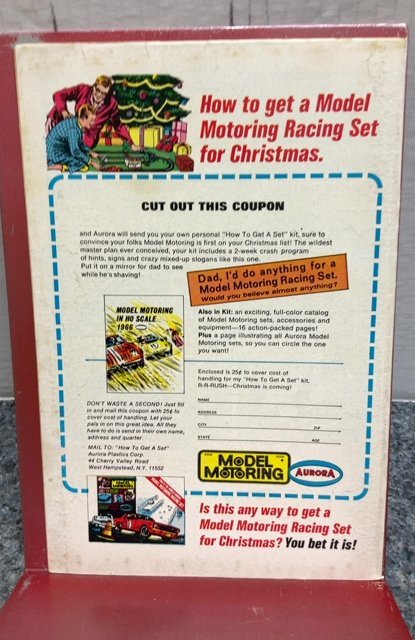 How to get a Model
Motoring Racing Set
for Christmas.
CUT OUT THIS COUPON
and Aurora will send you your own personal "How To Get A Set" kit, sure to
convince your folks Model Motoring is first on your Christmas list! The wildest
master plan ever conceived, your kit includes a 2-week crash program
of hints, signs and crazy mixed-up slogans like this one.
Put it on a mirror for dad to see
while he's shaving!
Dad, I'd do anything for a
Model Motoring Racing Set.
Would you believe almost anything?
MODEL MOTORING
IN HO SCALE
1966
Also in Kit: an exciting, full-color catalog
of Model Motoring sets, accessories and
equipment—16 action-packed pages!
Plus a page illustrating all Aurora Model
Motoring sets, so you can circle the one
you want!
Enclosed is 25¢ to cover cost of
handling for my "How To Get A Set" kit.
R-R-RUSH—Christmas is coming!
DON'T WASTE A SECOND! Just fill
in and mail this coupon with 25¢ to
cover cost of handling. Let your
pals in on this great idea. All they
have to do is send in their own name,
address and quarter.
MAIL TO: "How To Get a Set"
Aurora Plastics Corp.
44 Cherry Valley Road
West Hempstead, N.Y. 11552
NAME
ADDRESS
CITY ZIP
STATE AGE
MODEL
MOTORING
AURORA
Is this any way to get a
Model Motoring Racing Set
for Christmas? You bet it is!